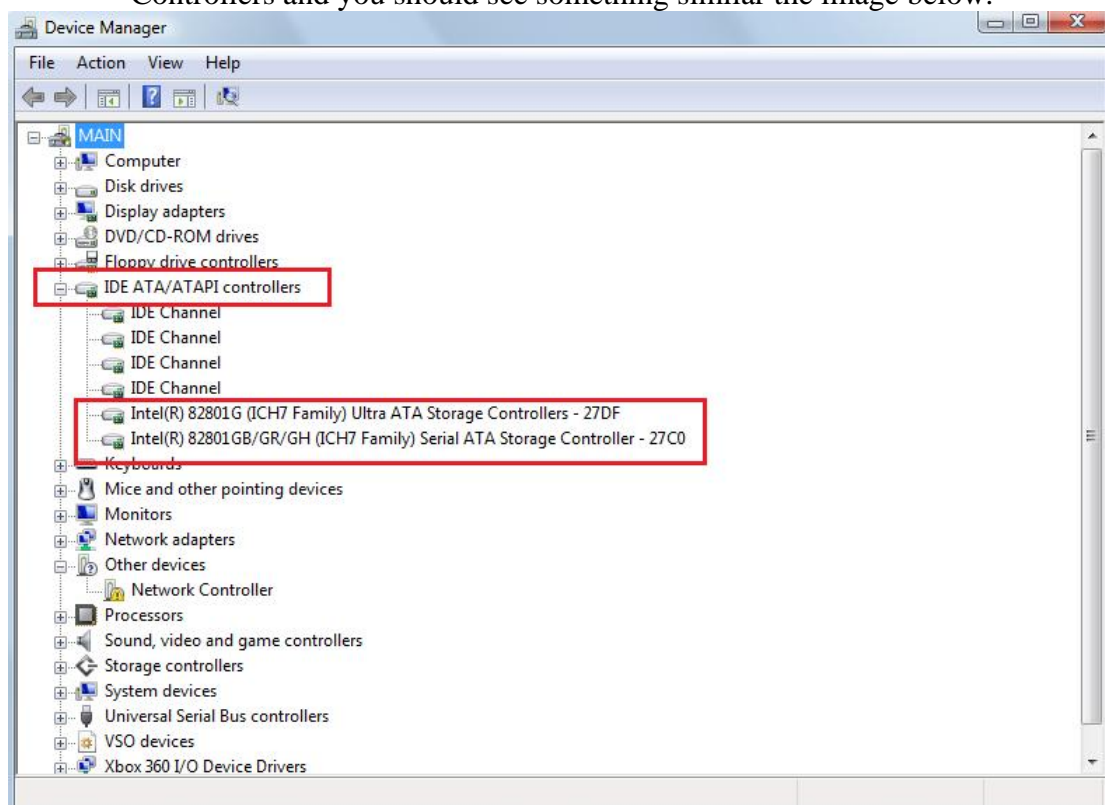 Controllers and you should see something similar the image below.
Device Manager
File Action View Help
MAIN
Computer
Disk drives
Display adapters
DVD/CD-ROM drives
Floppy drive controllers
IDE ATA/ATAPI controllers
IDE Channel
IDE Channel
IDE Channel
IDE Channel
Intel(R) 82801G (ICH7 Family) Ultra ATA Storage Controllers - 27DF
Intel(R) 82801GB/GR/GH (ICH7 Family) Serial ATA Storage Controller - 27C0
Keyboards
Mice and other pointing devices
Monitors
Network adapters
Other devices
Network Controller
Processors
Sound, video and game controllers
Storage controllers
System devices
Universal Serial Bus controllers
VSO devices
Xbox 360 I/O Device Drivers